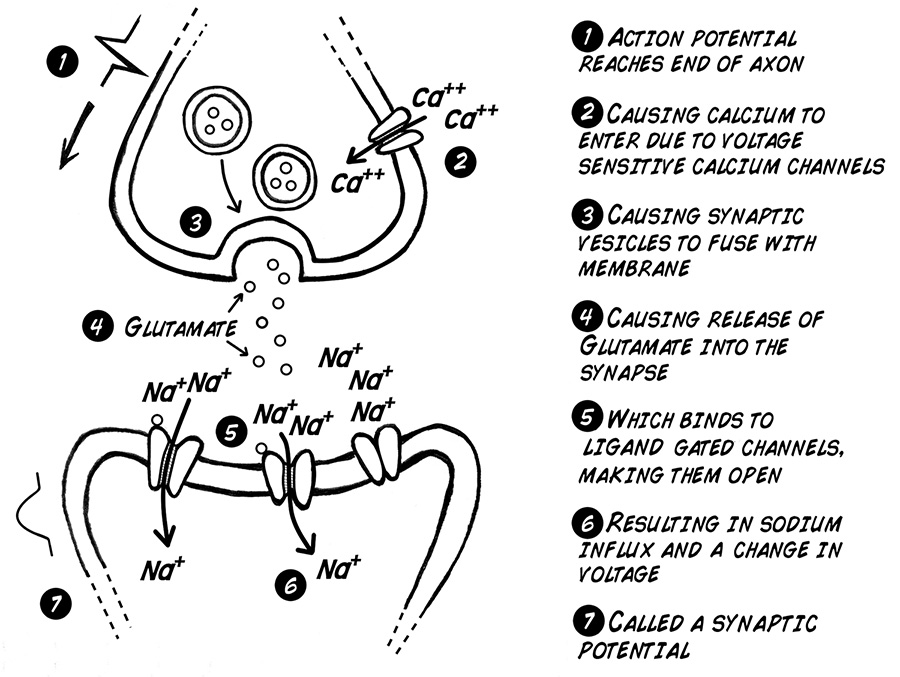 1
Ca++
Ca++
2
Ca++
3
4 GLUTAMATE
Na+
Na+
Na+
Na+ Na+
Na+
Na+
5
Na+
Na+
6
7
1 ACTION POTENTIAL
REACHES END OF AXON
2 CAUSING CALCIUM TO
ENTER DUE TO VOLTAGE
SENSITIVE CALCIUM CHANNELS
3 CAUSING SYNAPTIC
VESICLES TO FUSE WITH
MEMBRANE
4 CAUSING RELEASE OF
GLUTAMATE INTO THE
SYNAPSE
5 WHICH BINDS TO
LIGAND GATED CHANNELS,
MAKING THEM OPEN
6 RESULTING IN SODIUM
INFLUX AND A CHANGE IN
VOLTAGE
7 CALLED A SYNAPTIC
POTENTIAL